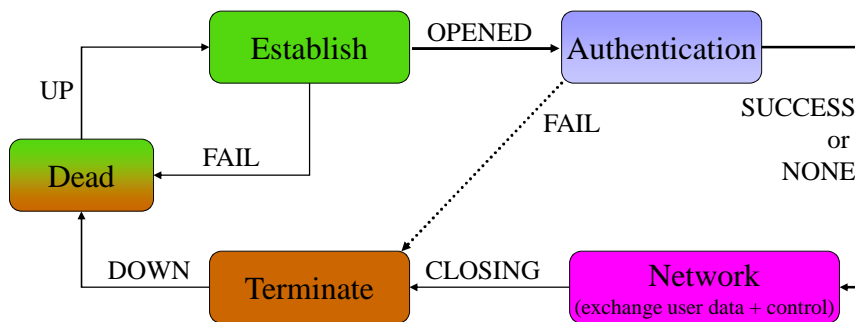 Establish
OPENED
Authentication
UP
FAIL
SUCCESS
or
NONE
FAIL
Dead
DOWN
Terminate
CLOSING
Network
(exchange user data + control)